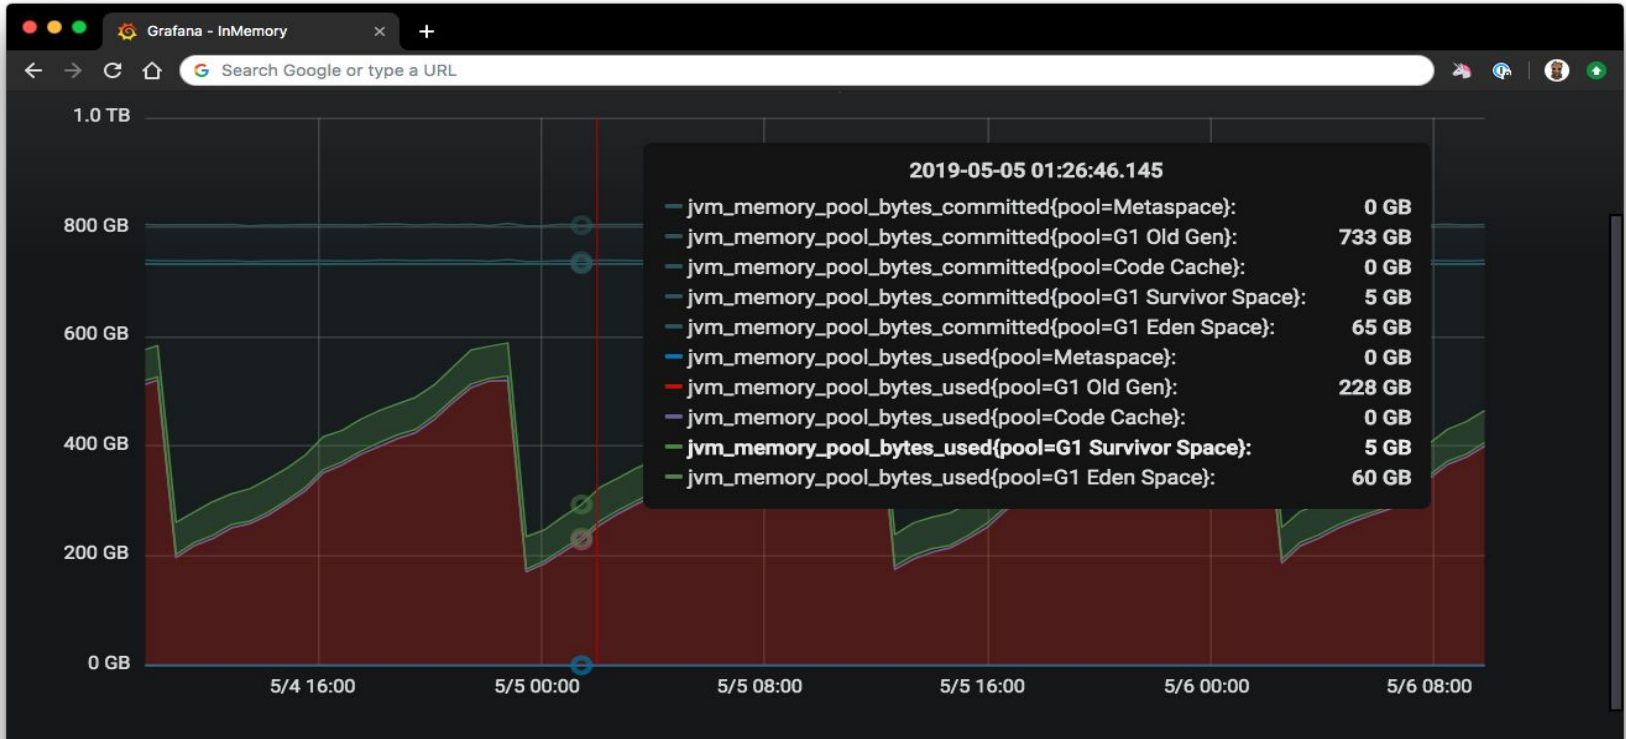 Grafana - InMemory
Search Google or type a URL
1.0 TB
800 GB
600 GB
400 GB
200 GB
0 GB
2019-05-05 01:26:46.145
jvm_memory_pool_bytes_committed{pool=Metaspace}: 0 GB
jvm_memory_pool_bytes_committed{pool=G1 Old Gen}: 733 GB
jvm_memory_pool_bytes_committed{pool=Code Cache}: 0 GB
jvm_memory_pool_bytes_committed{pool=G1 Survivor Space}: 5 GB
jvm_memory_pool_bytes_committed{pool=G1 Eden Space}: 65 GB
jvm_memory_pool_bytes_used{pool=Metaspace}: 0 GB
jvm_memory_pool_bytes_used{pool=G1 Old Gen}: 228 GB
jvm_memory_pool_bytes_used{pool=Code Cache}: 0 GB
jvm_memory_pool_bytes_used{pool=G1 Survivor Space}: 5 GB
jvm_memory_pool_bytes_used{pool=G1 Eden Space}: 60 GB
5/4 16:00 5/5 00:00 5/5 08:00 5/5 16:00 5/6 00:00 5/6 08:00